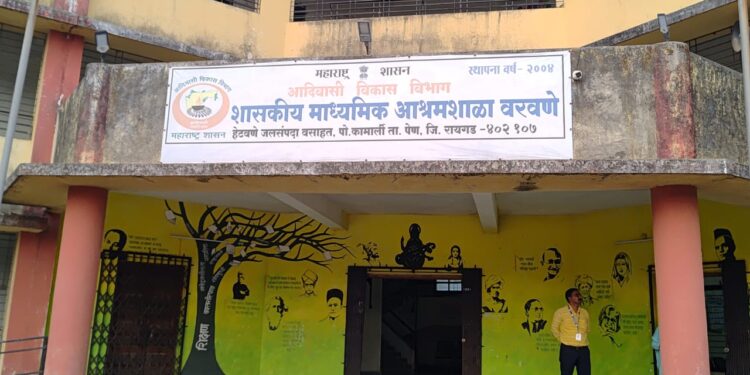 महाराष्ट्र शासन
स्थापना वर्ष- २००४
आदिवासी विकास विभाग
शासकीय माध्यमिक आश्रमशाळा वरवणे
हेटवणे जलसंपदा वसाहत, पो.कामार्ली ता. पेण, जि. रायगड -४०२ १०७
आदिवासी विकास विभाग
महाराष्ट्र शासन
शिक्षण